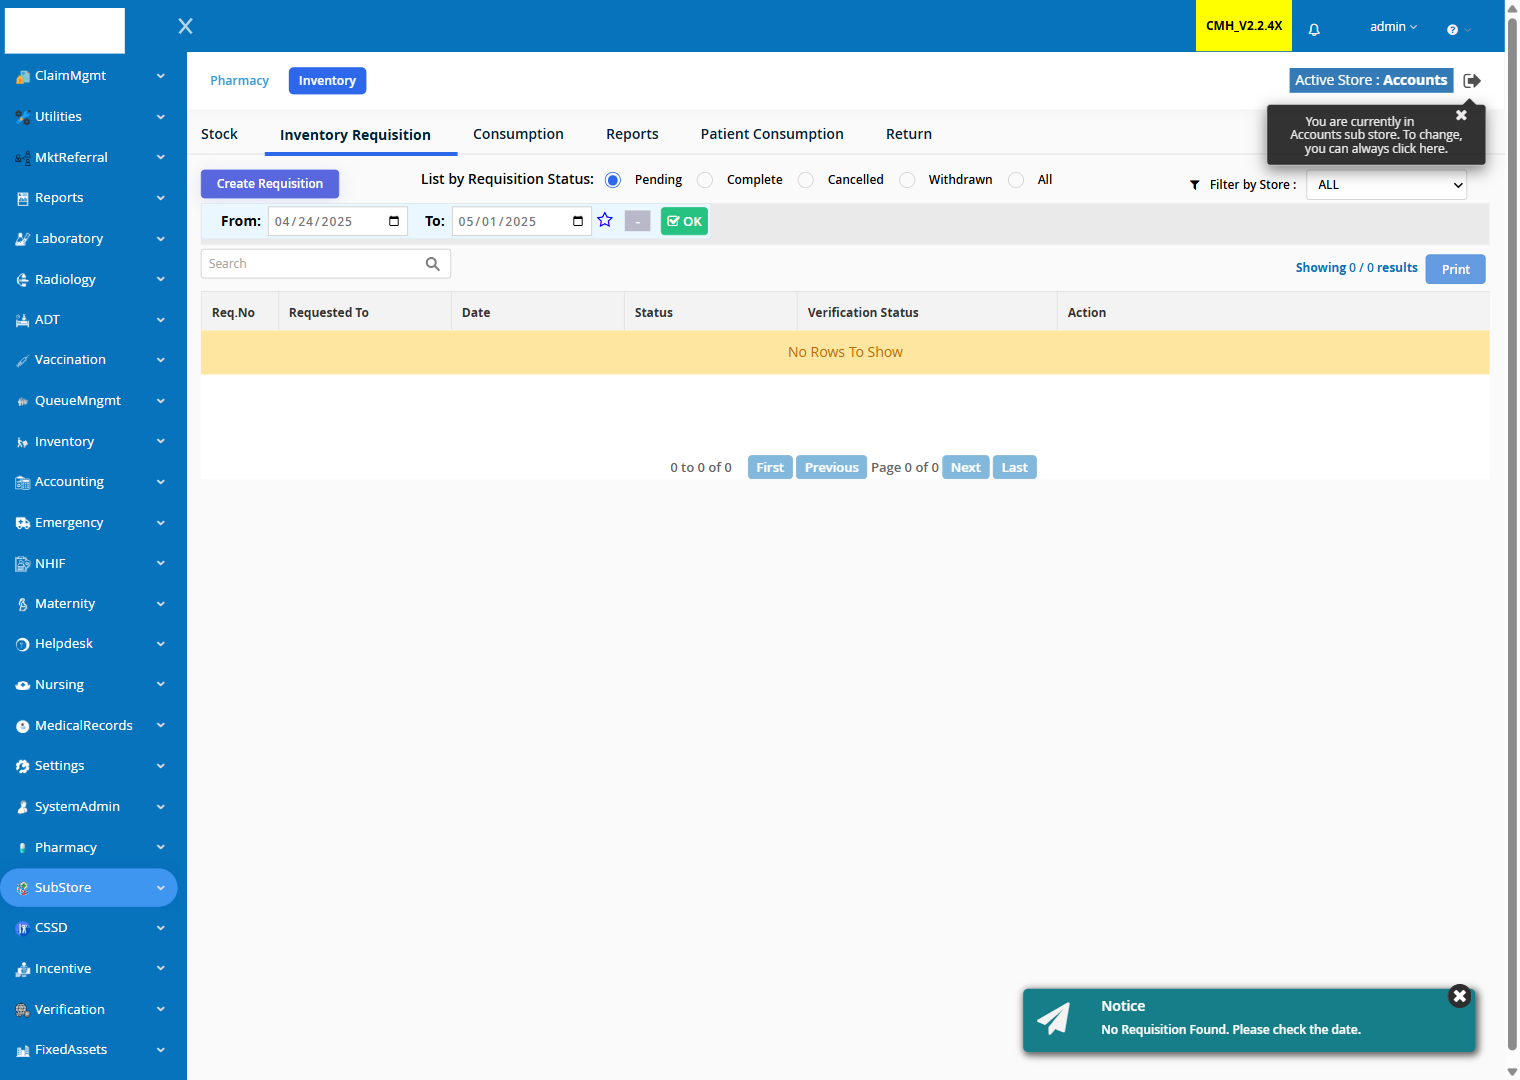 X
CMH_V2.2.4X
admin
ClaimMgmt
Utilities
MktReferral
Reports
Laboratory
Radiology
ADT
Vaccination
QueueMngmt
Inventory
Accounting
Emergency
NHIF
Maternity
Helpdesk
Nursing
MedicalRecords
Settings
SystemAdmin
Pharmacy
SubStore
CSSD
Incentive
Verification
FixedAssets
Pharmacy
Inventory
Active Store : Accounts
You are currently in
Accounts sub store. To change,
you can always click here.
Stock
Inventory Requisition
Consumption
Reports
Patient Consumption
Return
Create Requisition
List by Requisition Status:
Pending
Complete
Cancelled
Withdrawn
All
Filter by Store :
ALL
From: 04/24/2025
To: 05/01/2025
-
OK
Search
Showing 0 / 0 results
Print
Req.No
Requested To
Date
Status
Verification Status
Action
No Rows To Show
0 to 0 of 0
First
Previous
Page 0 of 0
Next
Last
Notice
No Requisition Found. Please check the date.